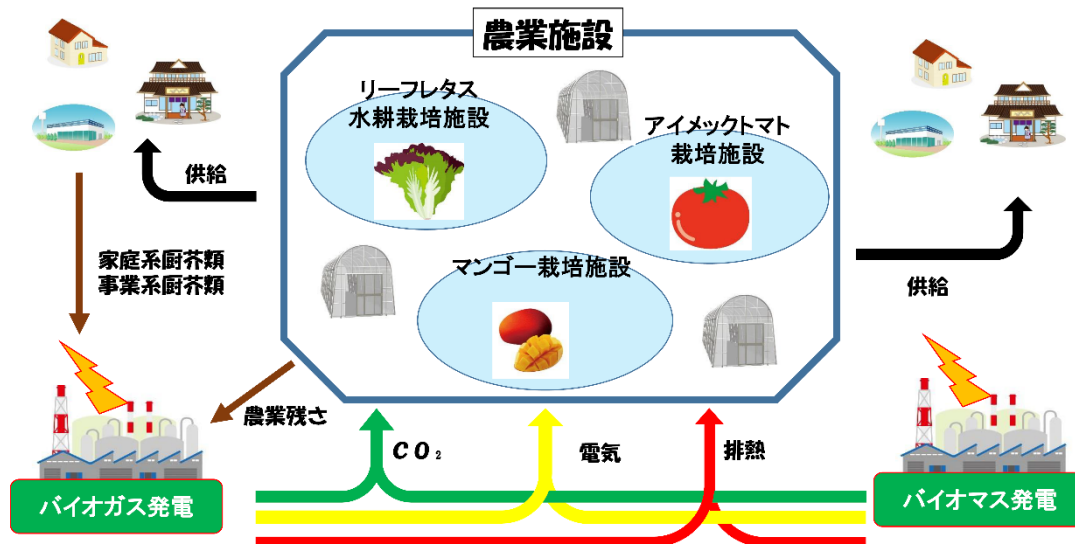 農業施設
リーフレタス
水耕栽培施設
アイメックトマト
栽培施設
マンゴー栽培施設
供給
供給
家庭系厨芥類
事業系厨芥類
農業残さ
CO₂
電気
排熱
バイオガス発電
バイオマス発電